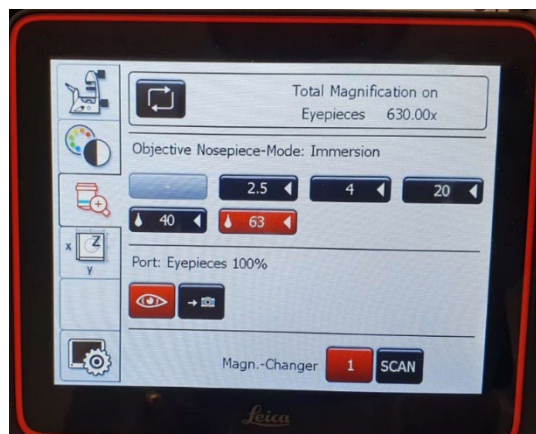 Total Magnification on
Eyepieces 630.00x
Objective Nosepiece-Mode: Immersion
- 2.5 4 20
40 63
x Z
y
Port: Eyepieces 100%
Magn.-Changer 1 SCAN
Leica